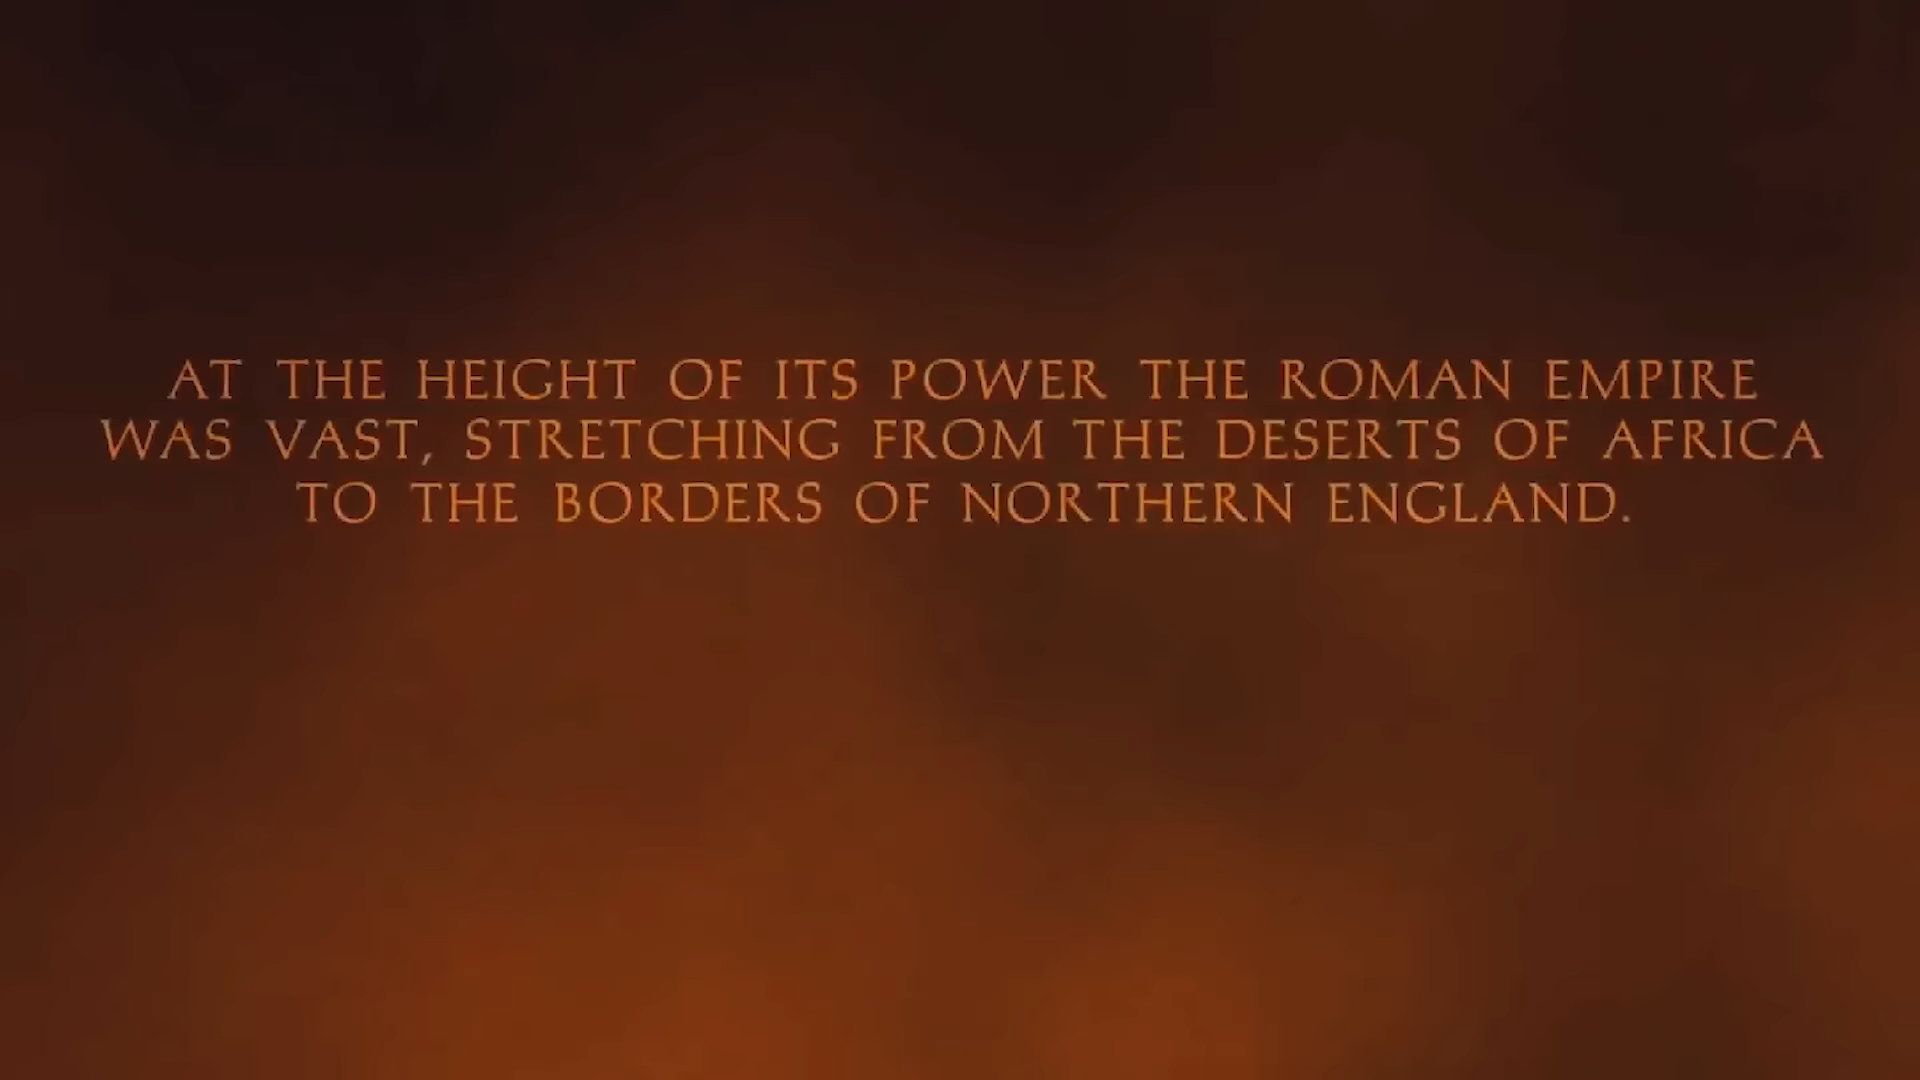 AT THE HEIGHT OF ITS POWER THE ROMAN EMPIRE
WAS VAST, STRETCHING FROM THE DESERTS OF AFRICA
TO THE BORDERS OF NORTHERN ENGLAND.